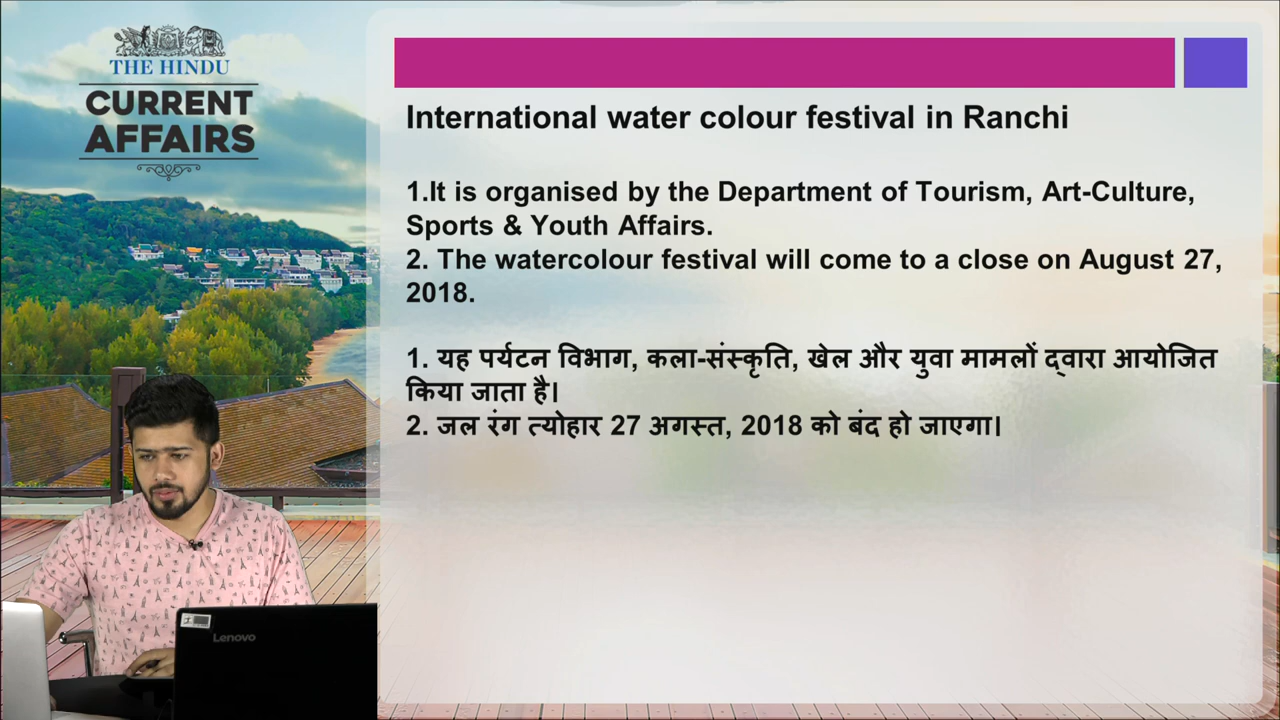 THE HINDU
CURRENT
AFFAIRS
International water colour festival in Ranchi
1.It is organised by the Department of Tourism, Art-Culture,
Sports & Youth Affairs.
2. The watercolour festival will come to a close on August 27,
2018.
1. यह पर्यटन विभाग, कला-संस्कृति, खेल और युवा मामलों द्वारा आयोजित
किया जाता है।
2. जल रंग त्योहार 27 अगस्त, 2018 को बंद हो जाएगा।
Lenovo